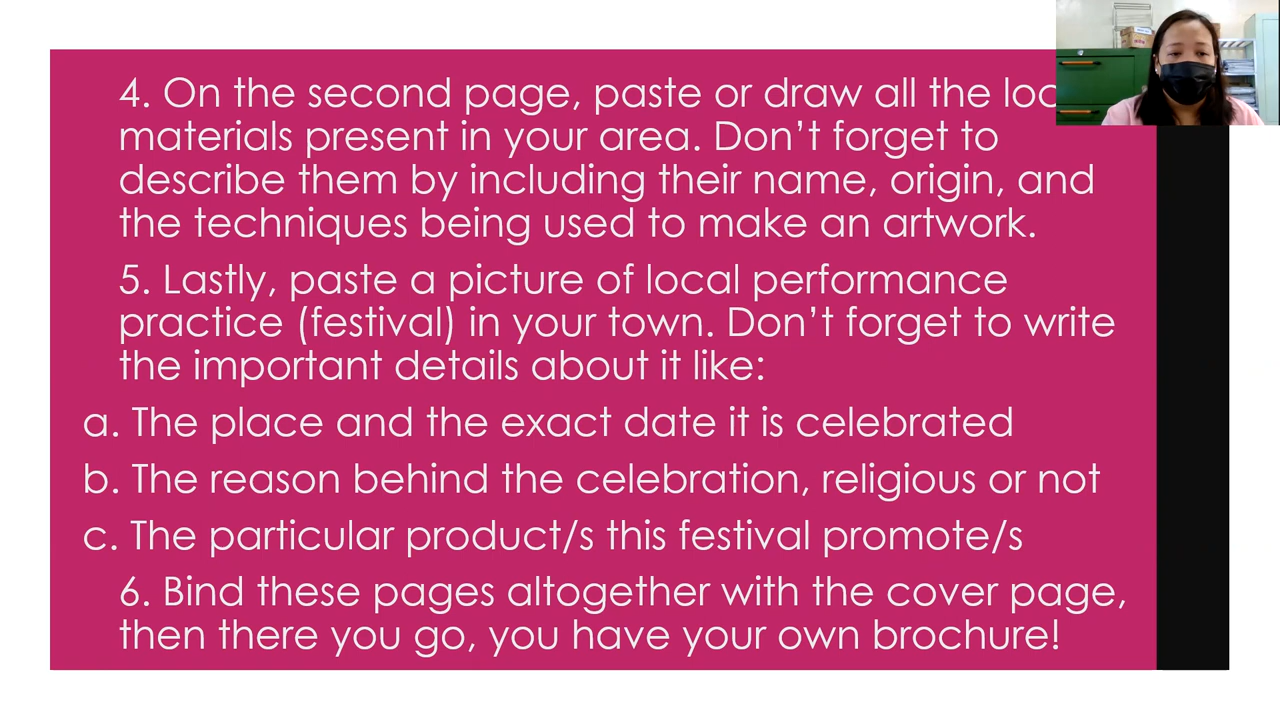 4. On the second page, paste or draw all the
materials present in your area. Don't forget to
describe them by including their name, origin, and
the techniques being used to make an artwork.
5. Lastly, paste a picture of local performance
practice (festival) in your town. Don't forget to write
the important details about it like:
a. The place and the exact date it is celebrated
b. The reason behind the celebration, religious or not
c. The particular product/s this festival promote/s
6. Bind these pages altogether with the cover page,
then there you go, you have your own brochure!